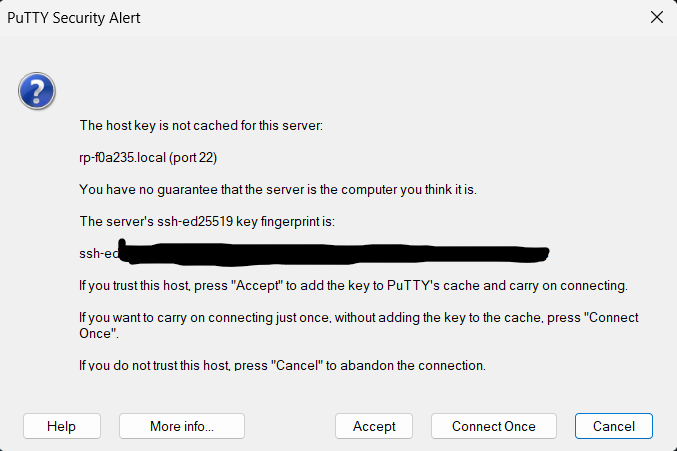 PuTTY Security Alert
The host key is not cached for this server:
rp-f0a235.local (port 22)
You have no guarantee that the server is the computer you think it is.
The server's ssh-ed25519 key fingerprint is:
ssh-ed
If you trust this host, press "Accept" to add the key to PuTTY's cache and carry on connecting.
If you want to carry on connecting just once, without adding the key to the cache, press "Connect
Once".
If you do not trust this host, press "Cancel" to abandon the connection.
Help
More info...
Accept
Connect Once
Cancel